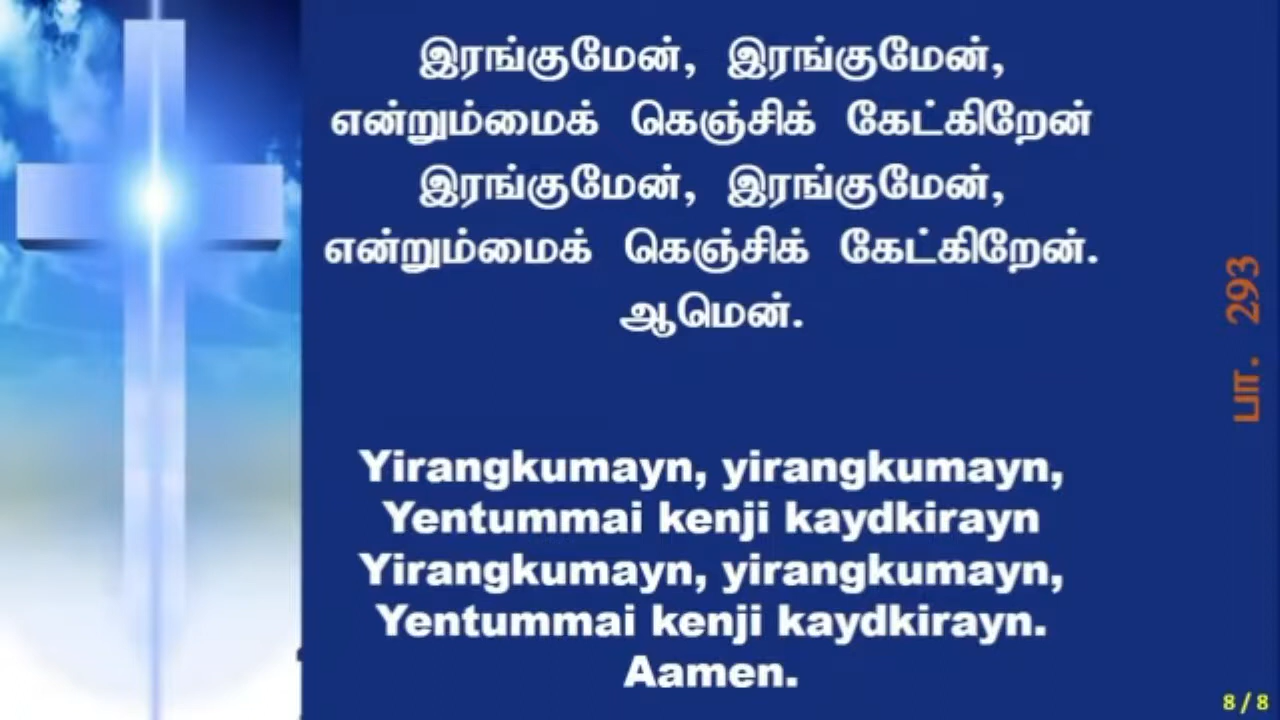 இரங்குமேன், இரங்குமேன்,
என்றும்மைக் கெஞ்சிக் கேட்கிறேன்
இரங்குமேன், இரங்குமேன்,
என்றும்மைக் கெஞ்சிக் கேட்கிறேன்.
ஆமென்.
Yirangkumayn, yirangkumayn,
Yentummai kenji kaydkirayn
Yirangkumayn, yirangkumayn,
Yentummai kenji kaydkirayn.
Aamen.
பா. 293
8 / 8